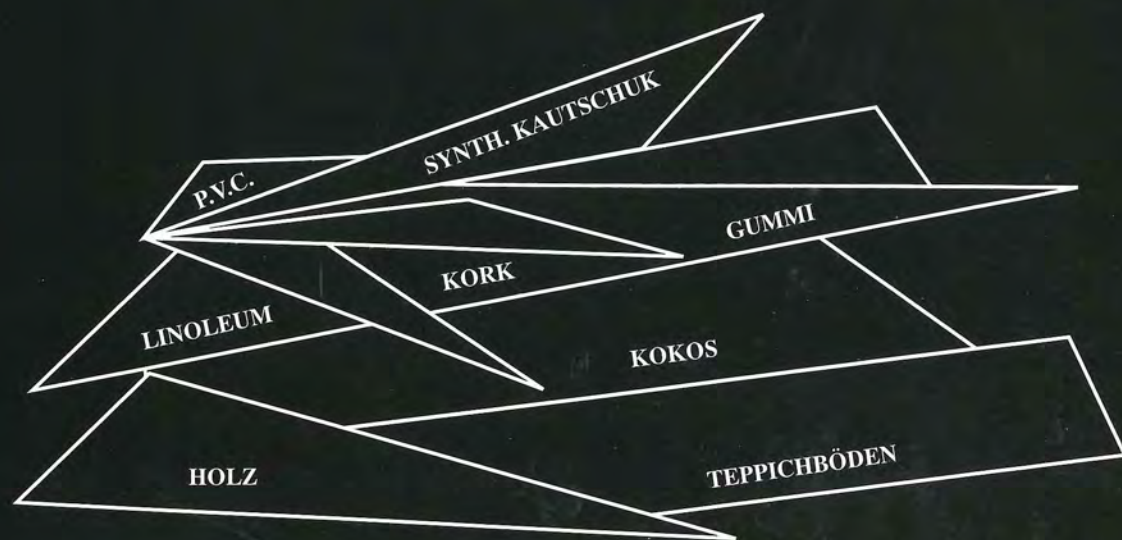 SYNTH. KAUTSCHUK
P.V.C.
GUMMI
KORK
LINOLEUM
KOKOS
HOLZ
TEPPICHBÖDEN